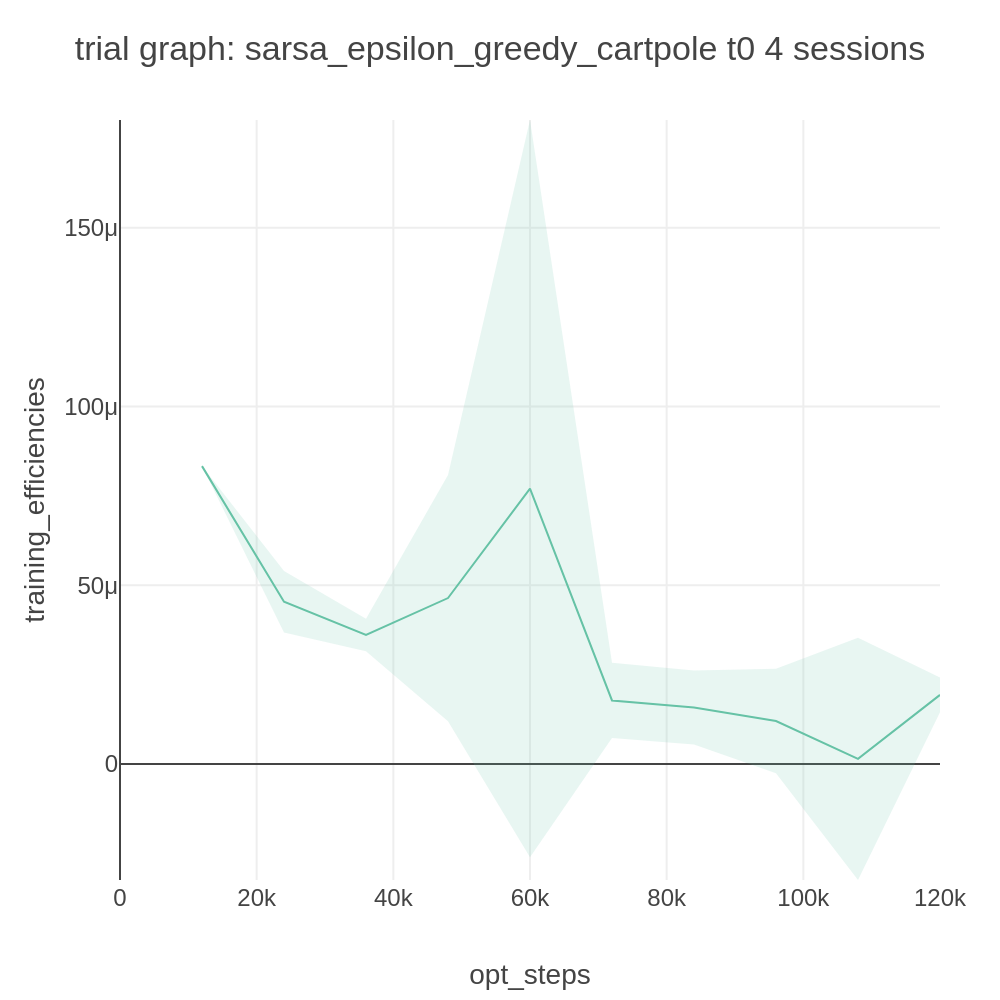 trial graph: sarsa_epsilon_greedy_cartpole t0 4 sessions
150μ
100μ
50μ
0
training_efficiencies
0 20k 40k 60k 80k 100k 120k
opt_steps